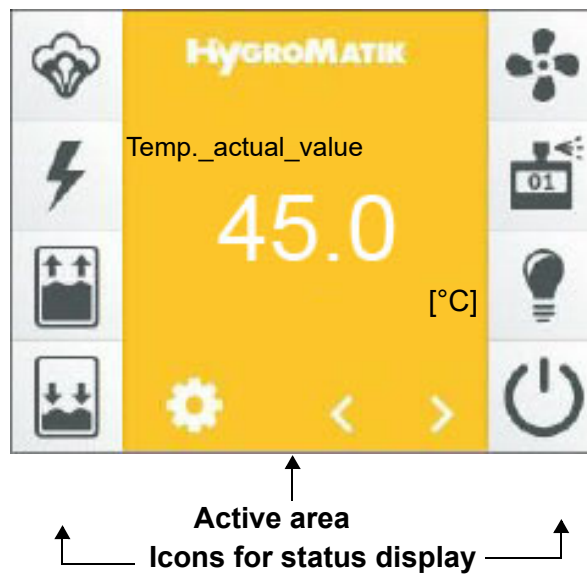 HYGROMATIK
Temp._actual_value
01
45.0
[°C]
Active area
Icons for status display